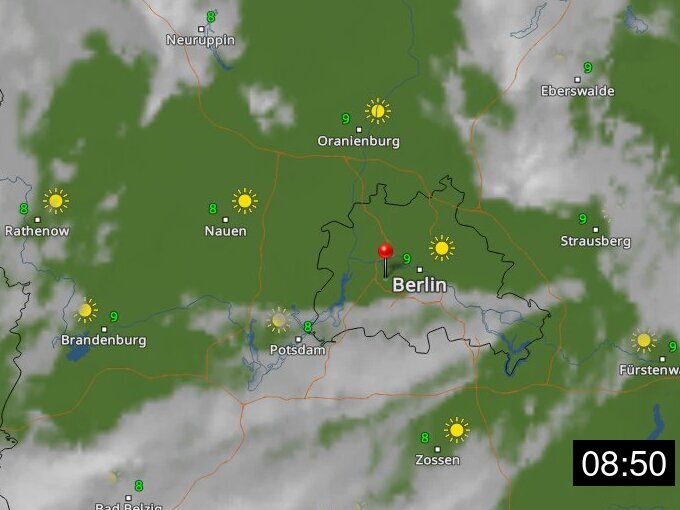 8
Neuruppin
9
Eberswalde
9
Oranienburg
8
Rathenow
8
Nauen
9
Strausberg
9
Berlin
9
Brandenburg
8
Potsdam
9
8
Zossen
08:50
8
Bad Belzig